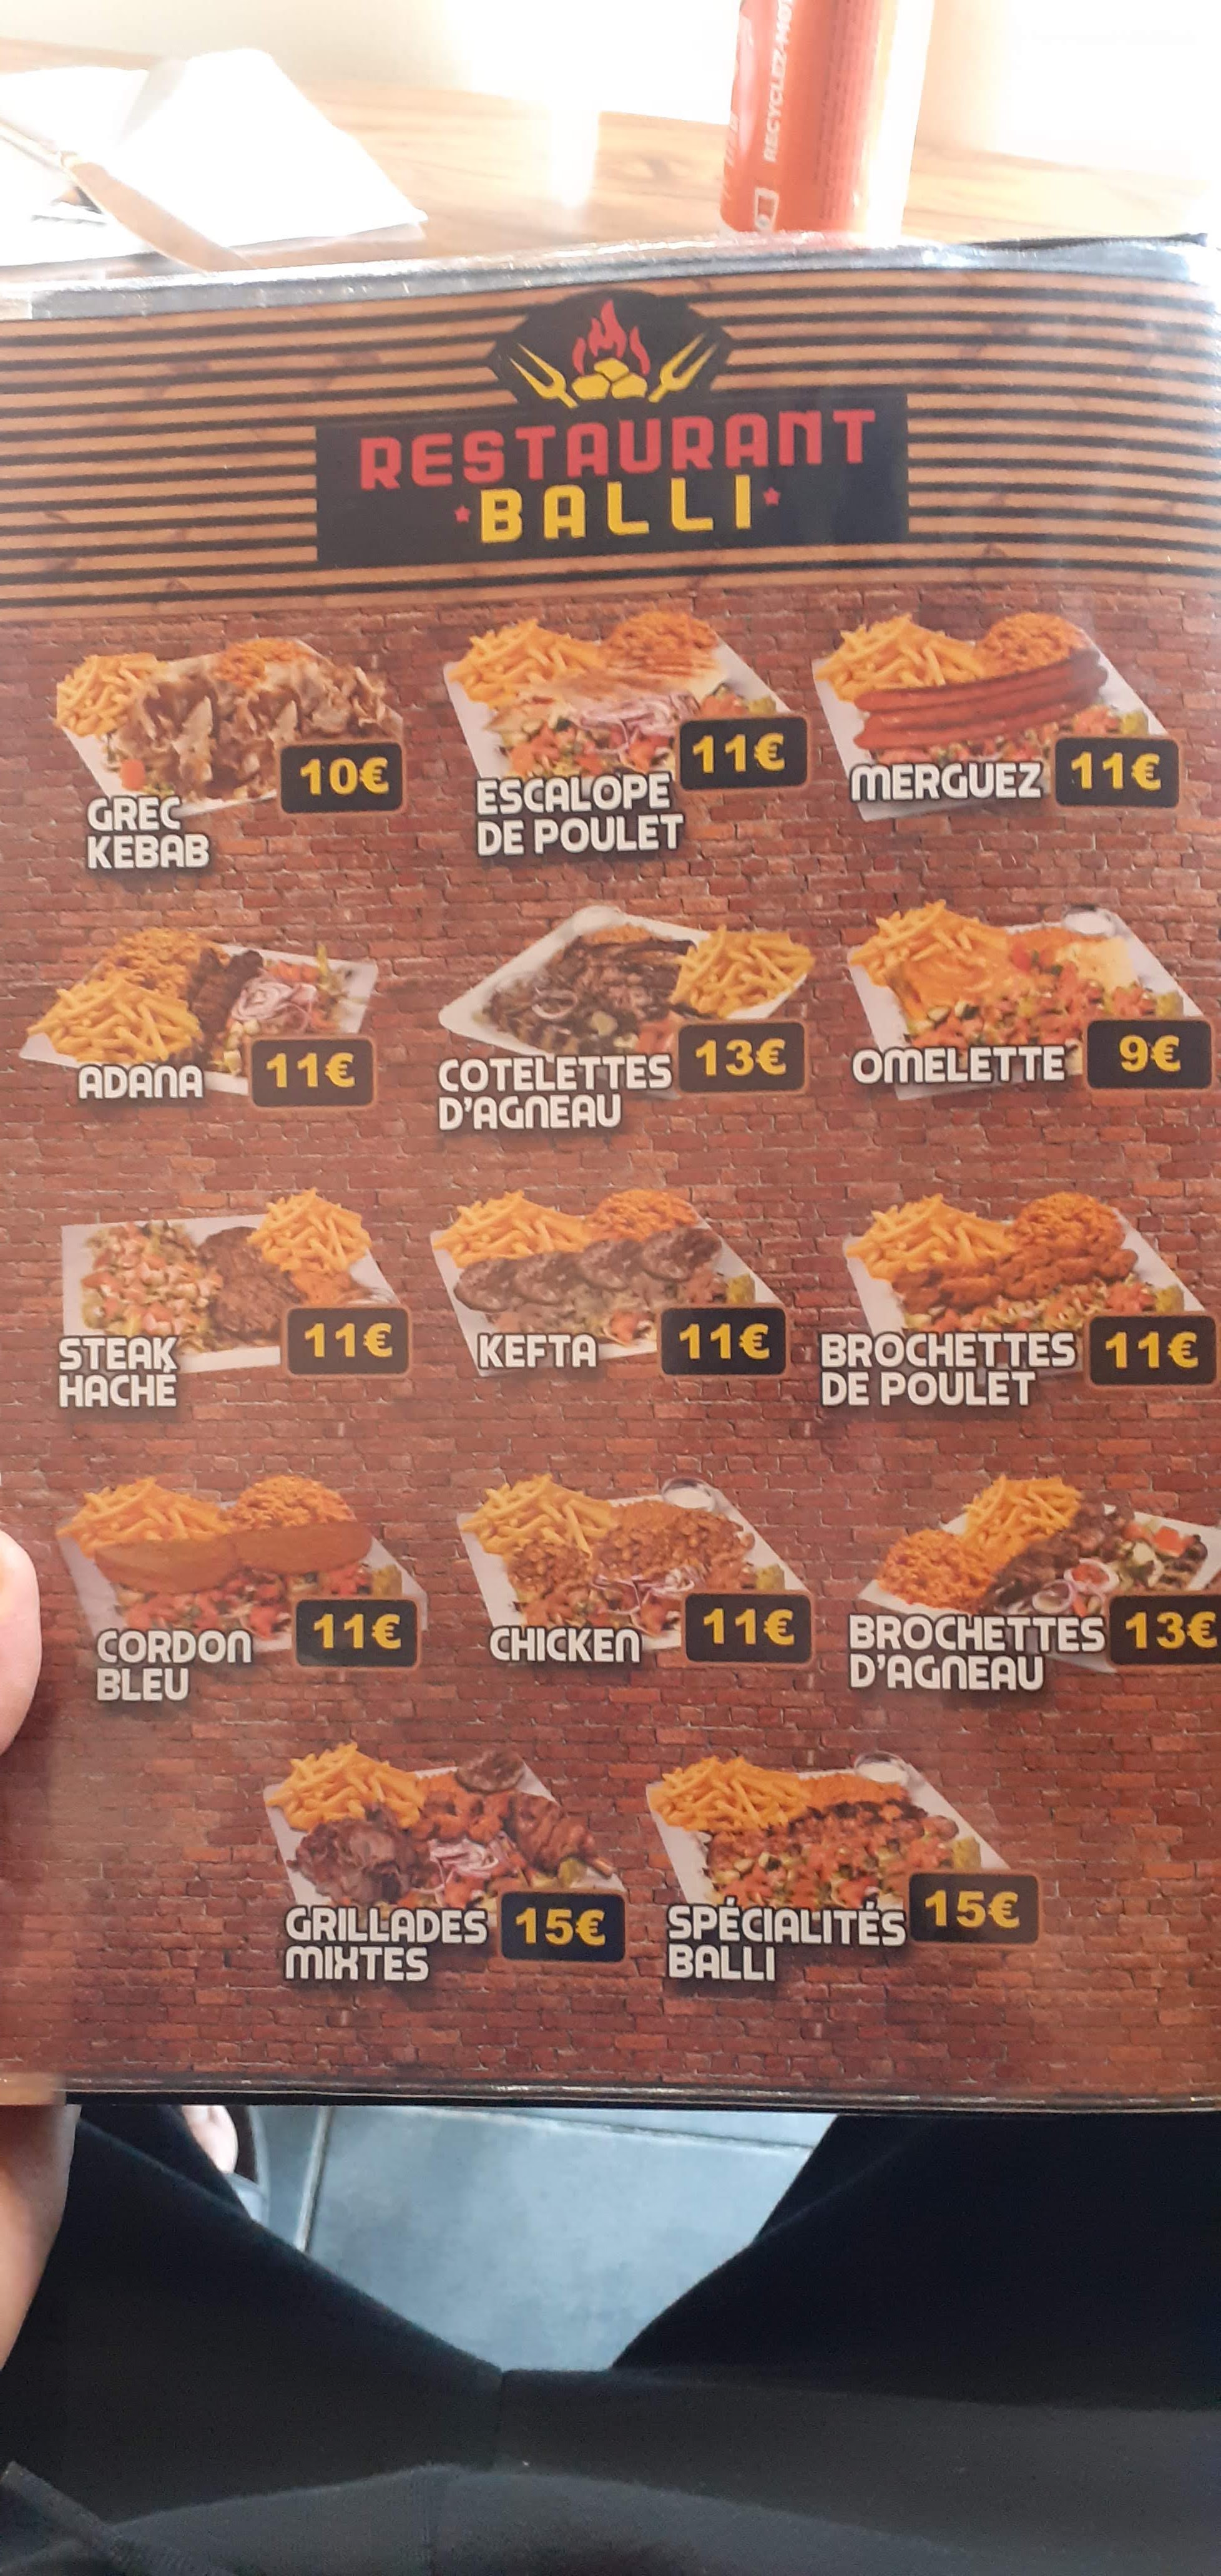 RECYCLEZ-MOI
RESTAURANT
BALLI
GREC
KEBAB
10€
ESCALOPE
DE POULET
11€
MERGUEZ
11€
ADANA
11€
COTELETTES
D'AGNEAU
13€
OMELETTE
9€
STEAK
HACHÉ
11€
KEFTA
11€
BROCHETTES
DE POULET
11€
CORDON
BLEU
11€
CHICKEN
11€
BROCHETTES
D'AGNEAU
13€
GRILLADES
MIXTES
15€
SPÉCIALITÉS
BALLI
15€